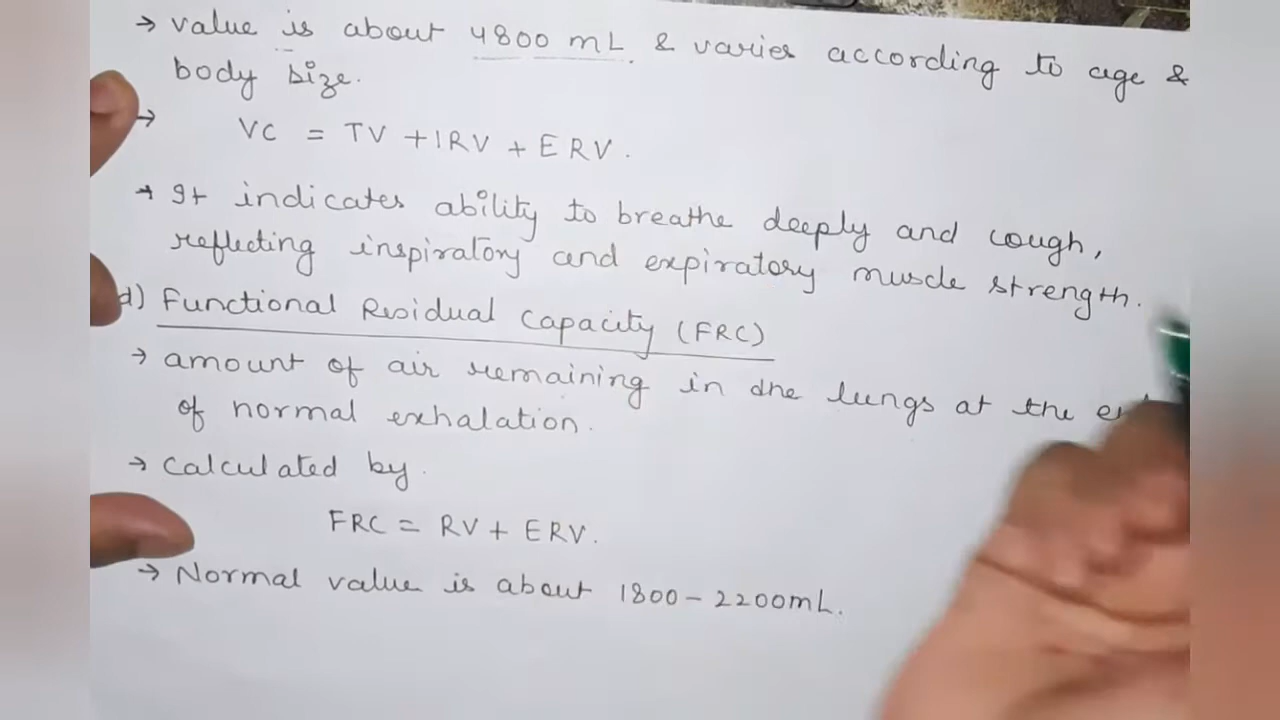 → value is about 4800 mL & varies according to age &
body size.
→ VC = TV + IRV + ERV.
→ It indicates ability to breathe deeply and cough,
reflecting inspiratory and expiratory muscle strength.
d) Functional Residual Capacity (FRC)
→ amount of air remaining in the lungs at the
of normal exhalation.
→ Calculated by.
FRC = RV + ERV.
→ Normal value is about 1800 - 2200mL.